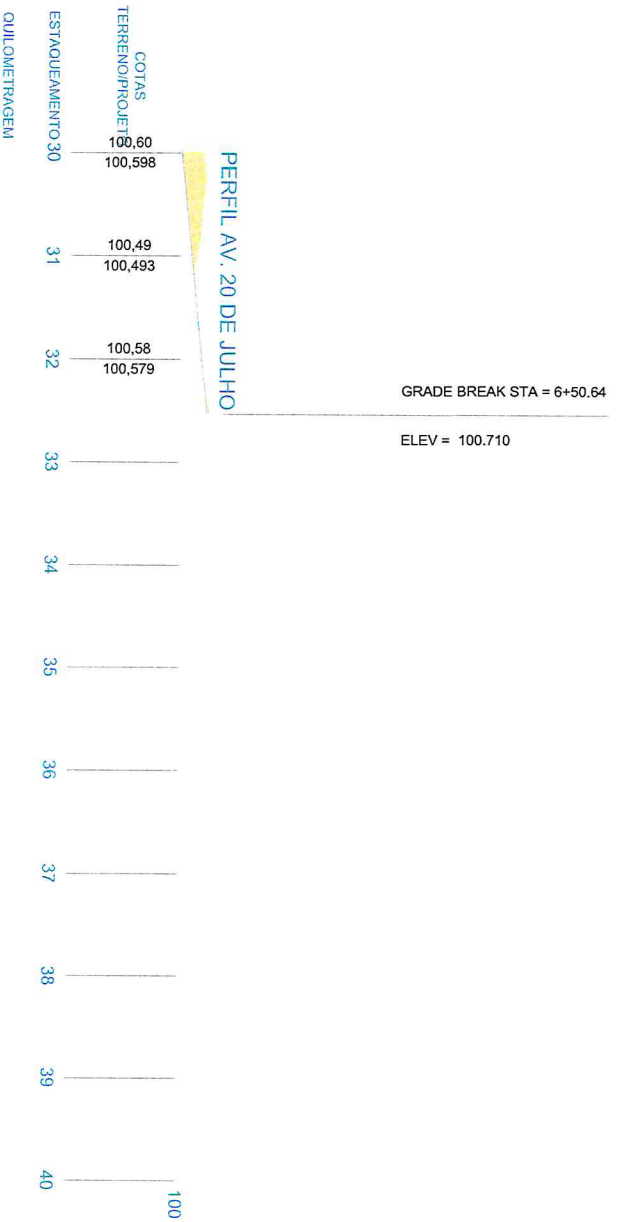 PERFIL AV. 20 DE JULHO
GRADE BREAK STA = 6+50.64
ELEV = 100.710
100
COTAS
TERRENO/PROJETO
100,60
100,598
100,49
100,493
100,58
100,579
ESTAQUEAMENTO 30 31 32 33 34 35 36 37 38 39 40
QUILOMETRAGEM